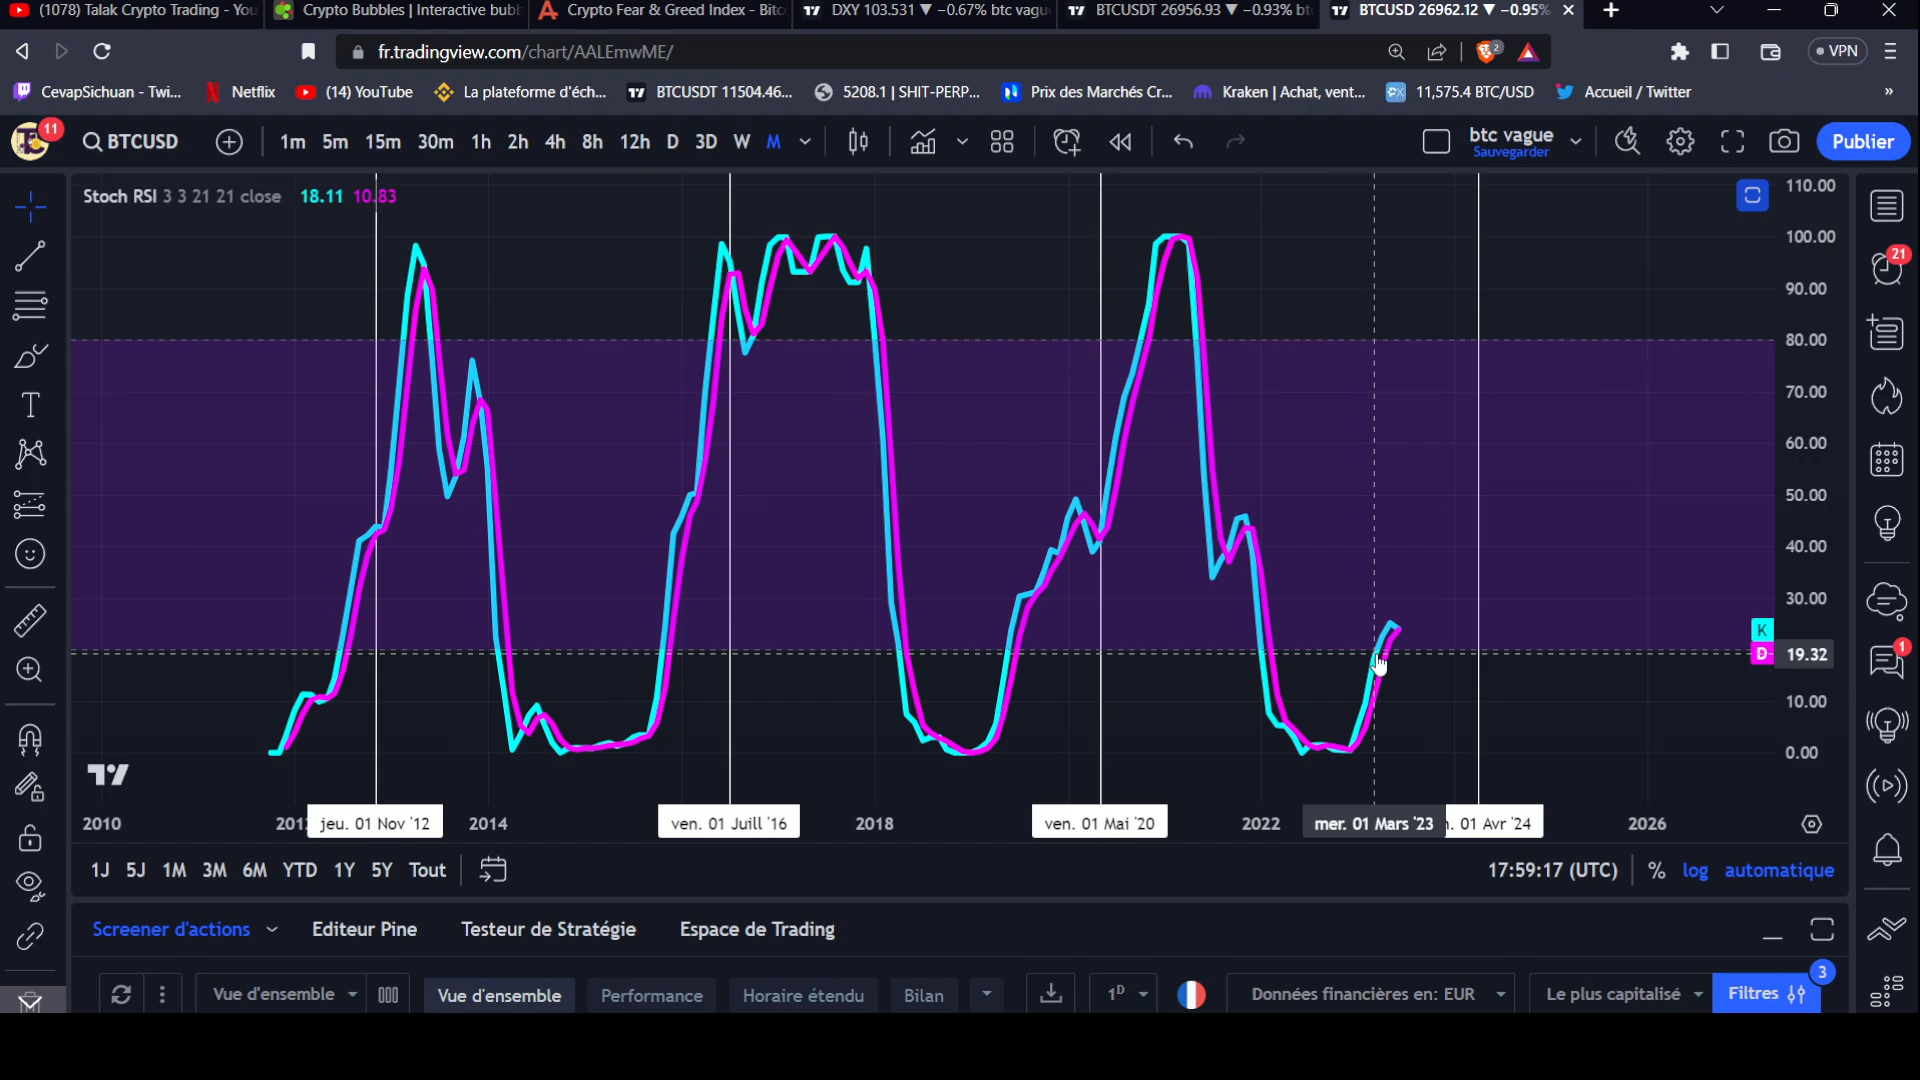 (1078) Talak Crypto Trading - You
Crypto Bubbles | Interactive bubb
Crypto Fear & Greed Index - Bitco
DXY 103.531 ▼ −0.67% btc vagu
BTCUSDT 26956.93 ▼ −0.93% bt
BTCUSD 26962.12 ▼ −0.95%
fr.tradingview.com/chart/AALEmwME/
2
VPN
CevapSichuan - Twi...
Netflix
(14) YouTube
La plateforme d'éch...
BTCUSDT 11504.46...
5208.1 | SHIT-PERP...
Prix des Marchés Cr...
Kraken | Achat, vent...
11,575.4 BTC/USD
Accueil / Twitter
»
11
BTCUSD
1m 5m 15m 30m 1h 2h 4h 8h 12h D 3D W M
btc vague
Sauvegarder
Publier
Stoch RSI 3 3 21 21 close 18.11 10.83
110.00
100.00
90.00
80.00
70.00
60.00
50.00
40.00
30.00
K
D 19.32
10.00
0.00
21
1
2010 201 jeu. 01 Nov '12 2014 ven. 01 Juill '16 2018 ven. 01 Mai '20 2022 mer. 01 Mars '23 . 01 Avr '24 2026
1J 5J 1M 3M 6M YTD 1Y 5Y Tout
17:59:17 (UTC) % log automatique
Screener d'actions Editeur Pine Testeur de Stratégie Espace de Trading
Vue d'ensemble Vue d'ensemble Performance Horaire étendu Bilan 1D Données financières en: EUR Le plus capitalisé Filtres 3